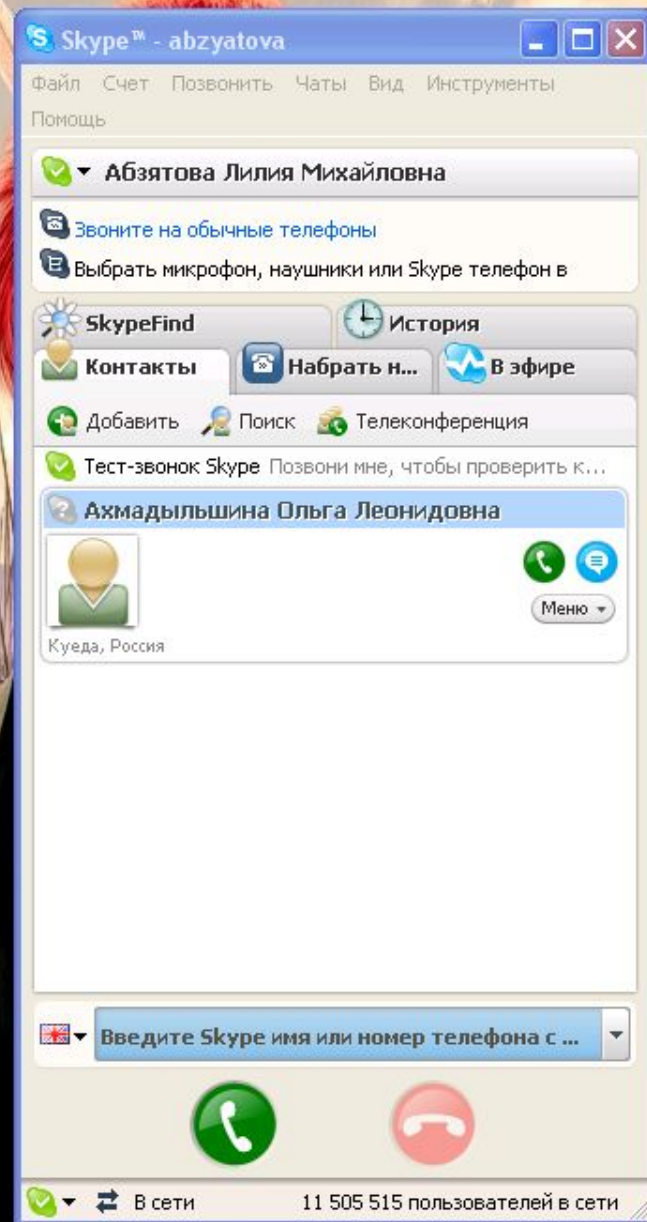 Skype™ - abzyatova
Файл Счет Позвонить Чаты Вид Инструменты
Помощь
Абзятова Лилия Михайловна
Звоните на обычные телефоны
Выбрать микрофон, наушники или Skype телефон в
SkypeFind История
Контакты Набрать н... В эфире
Добавить Поиск Телеконференция
Тест-звонок Skype Позвони мне, чтобы проверить к...
Ахмадыльшина Ольга Леонидовна
Меню
Куеда, Россия
Введите Skype имя или номер телефона с ...
В сети 11 505 515 пользователей в сети